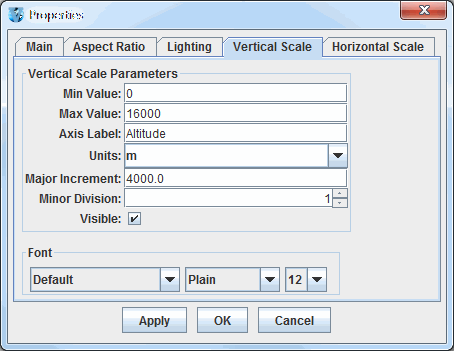 Properties
Main Aspect Ratio Lighting Vertical Scale Horizontal Scale
Vertical Scale Parameters
Min Value: 0
Max Value: 16000
Axis Label: Altitude
Units: m
Major Increment: 4000.0
Minor Division: 1
Visible:
Font
Default Plain 12
Apply OK Cancel